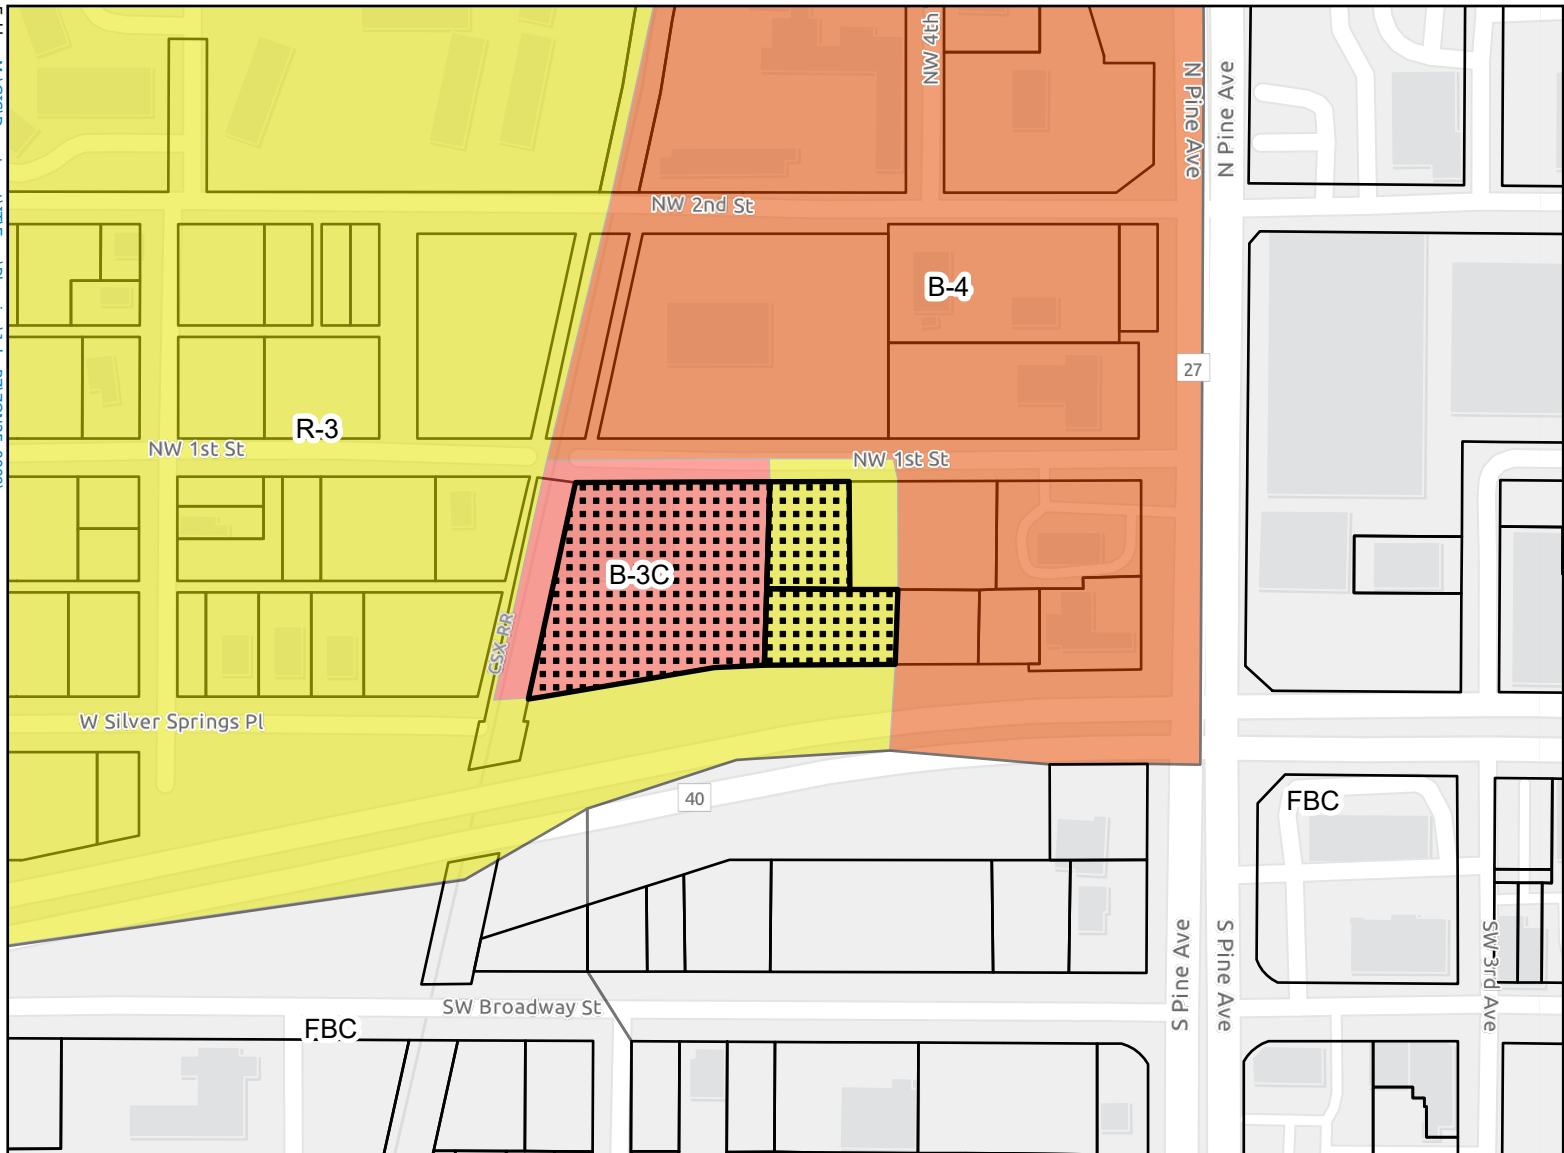 NW 4th
N Pine Ave
N Pine Ave
NW 2nd St
B-4
27
R-3
NW 1st St
NW 1st St
B-3C
CSX RR
W Silver Springs Pl
40
FBC
S Pine Ave
S Pine Ave
SW 3rd Ave
SW Broadway St
FBC